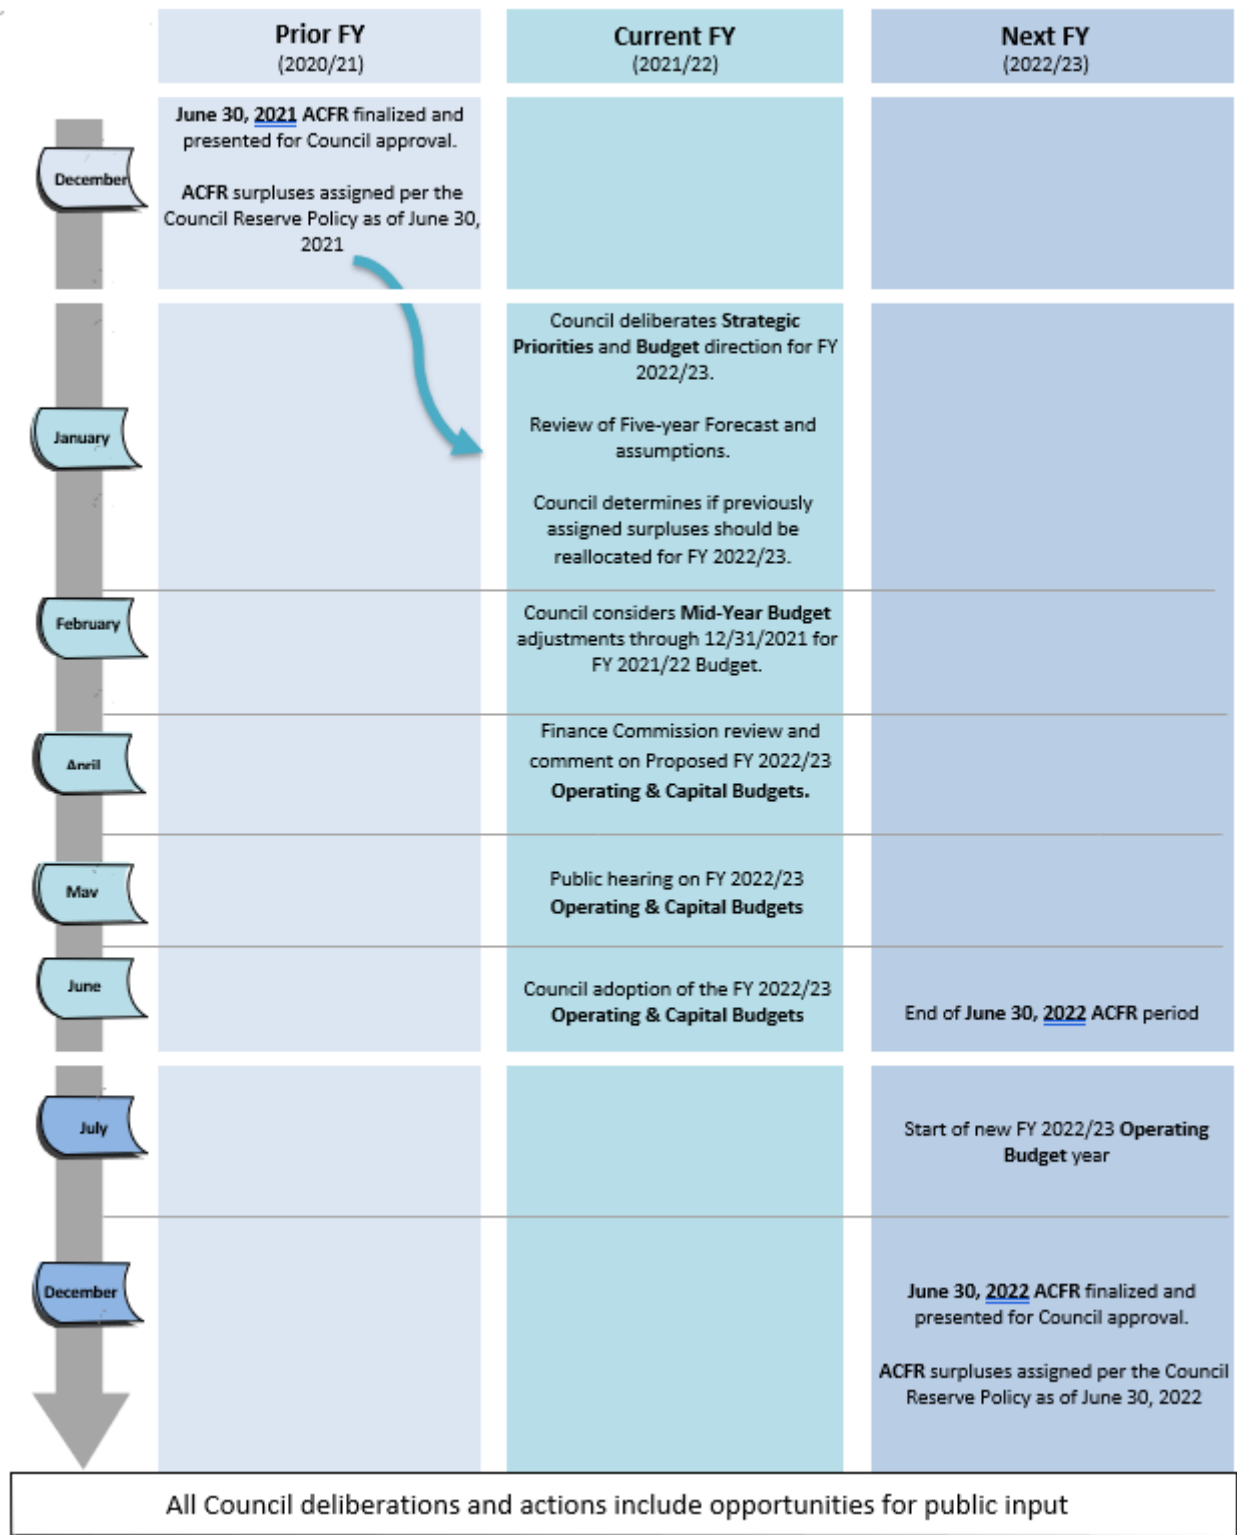 Prior FY
(2020/21)
Current FY
(2021/22)
Next FY
(2022/23)
December
June 30, 2021 ACFR finalized and
presented for Council approval.
ACFR surpluses assigned per the
Council Reserve Policy as of June 30,
2021
January
Council deliberates Strategic
Priorities and Budget direction for FY
2022/23.
Review of Five-year Forecast and
assumptions.
Council determines if previously
assigned surpluses should be
reallocated for FY 2022/23.
February
Council considers Mid-Year Budget
adjustments through 12/31/2021 for
FY 2021/22 Budget.
April
Finance Commission review and
comment on Proposed FY 2022/23
Operating & Capital Budgets.
May
Public hearing on FY 2022/23
Operating & Capital Budgets
June
Council adoption of the FY 2022/23
Operating & Capital Budgets
End of June 30, 2022 ACFR period
July
Start of new FY 2022/23 Operating
Budget year
December
June 30, 2022 ACFR finalized and
presented for Council approval.
ACFR surpluses assigned per the Council
Reserve Policy as of June 30, 2022
All Council deliberations and actions include opportunities for public input